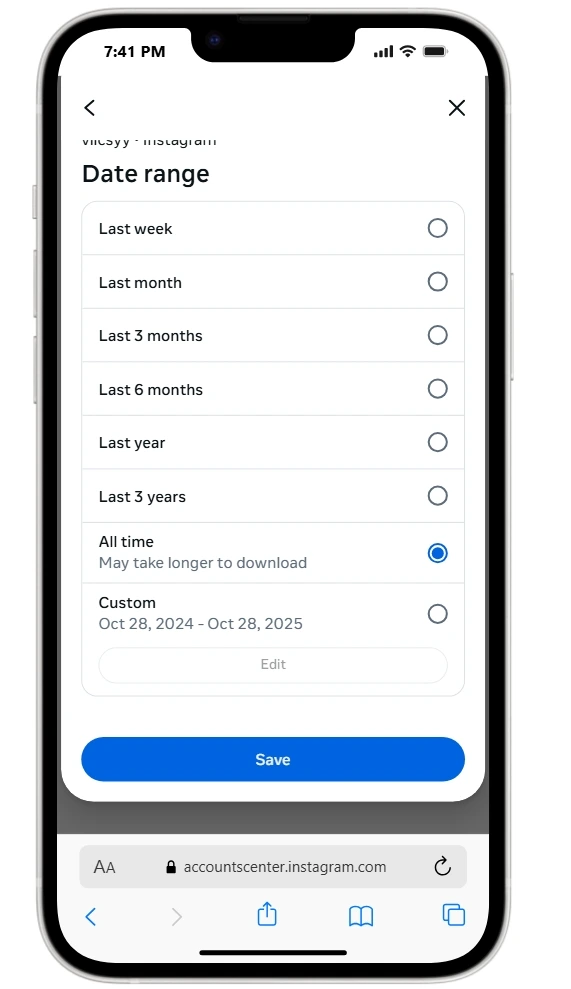 7:41 PM
Date range
Last week
Last month
Last 3 months
Last 6 months
Last year
Last 3 years
All time
May take longer to download
Custom
Oct 28, 2024 - Oct 28, 2025
Edit
Save
AA
accountscenter.instagram.com